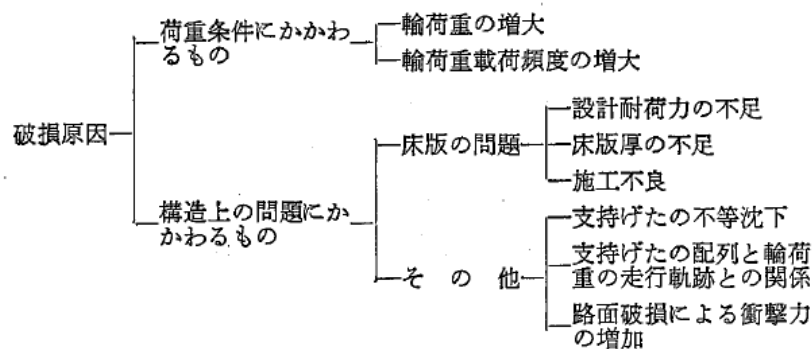 破損原因
荷重条件にかかわ
るもの
輪荷重の増大
輪荷重載荷頻度の増大
構造上の問題にか
かわるもの
床版の問題
設計耐荷力の不足
床版厚の不足
施工不良
その他
支持げたの不等沈下
支持げたの配列と輪荷
重の走行軌跡との関係
路面破損による衝撃力
の増加